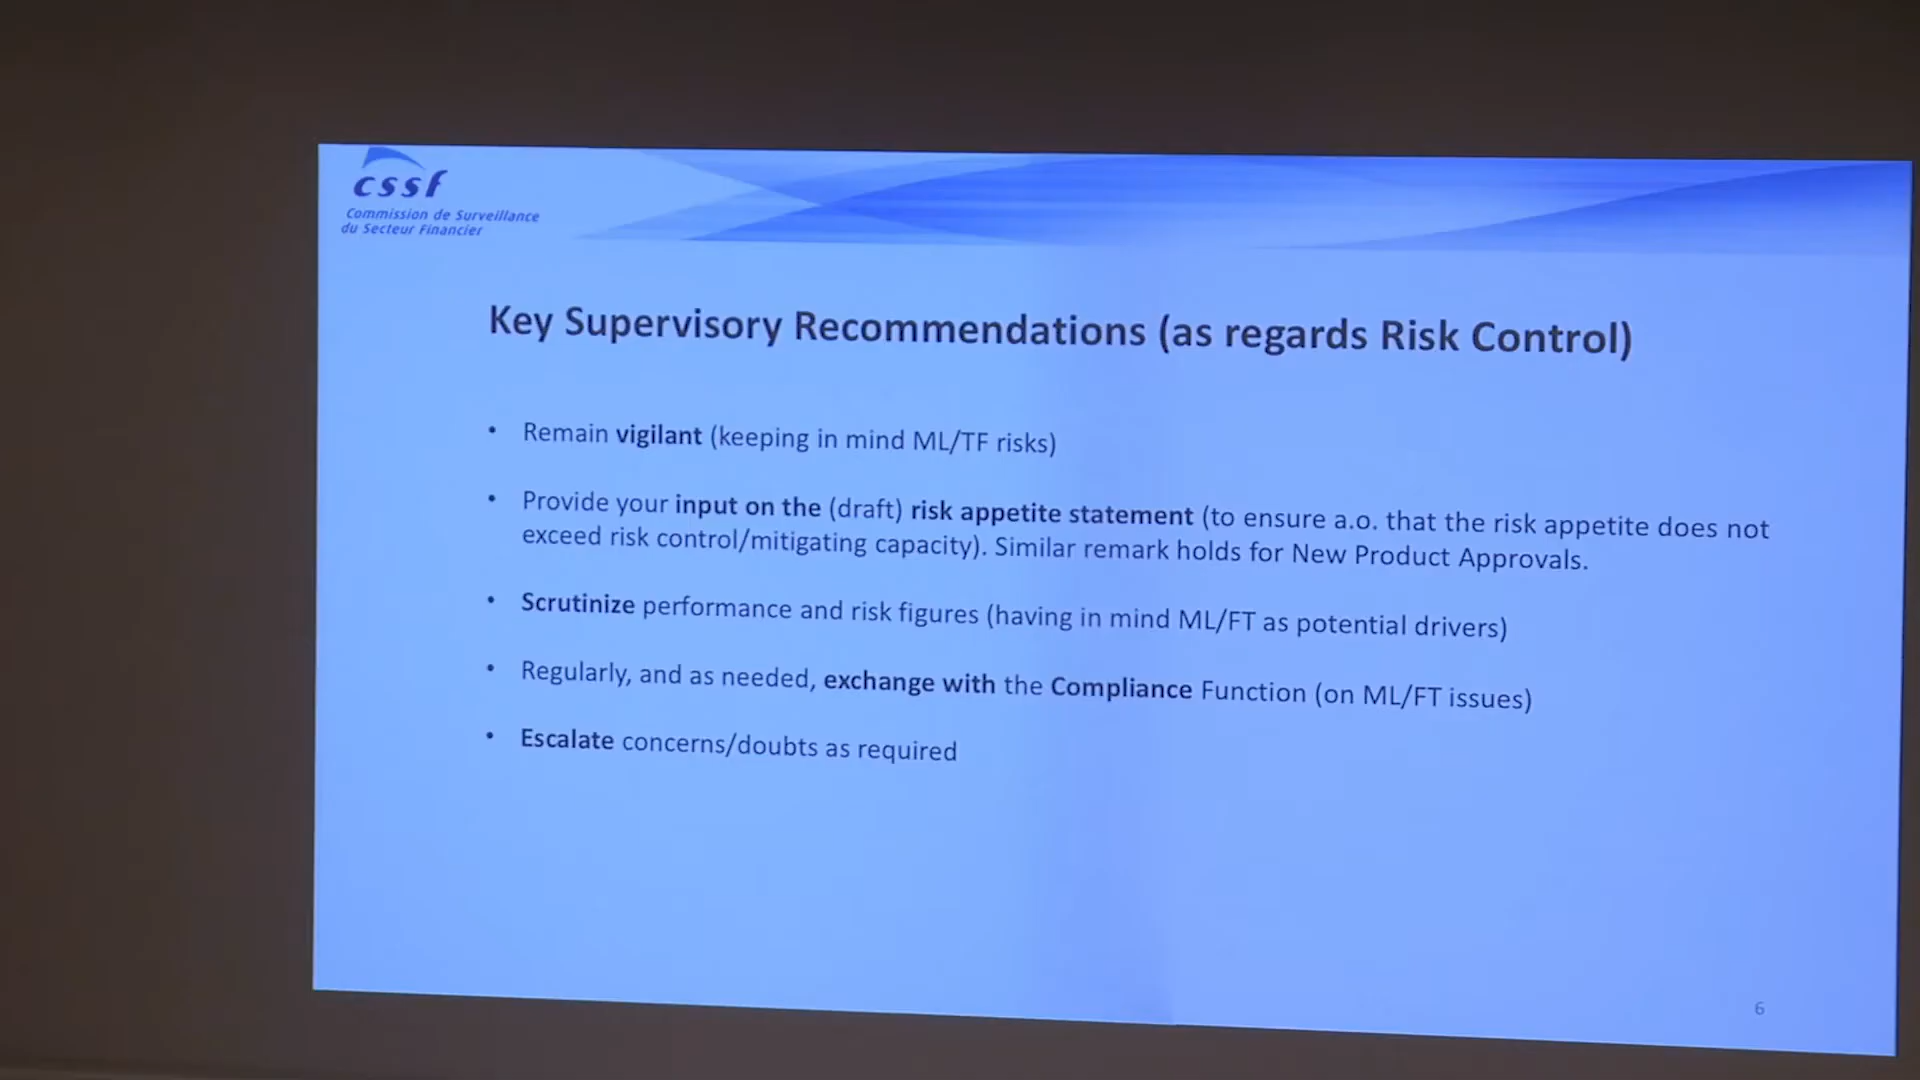 cssf
Commission de Surveillance
du Secteur Financier
Key Supervisory Recommendations (as regards Risk Control)
• Remain vigilant (keeping in mind ML/TF risks)
• Provide your input on the (draft) risk appetite statement (to ensure a.o. that the risk appetite does not
exceed risk control/mitigating capacity). Similar remark holds for New Product Approvals.
• Scrutinize performance and risk figures (having in mind ML/FT as potential drivers)
• Regularly, and as needed, exchange with the Compliance Function (on ML/FT issues)
• Escalate concerns/doubts as required
6